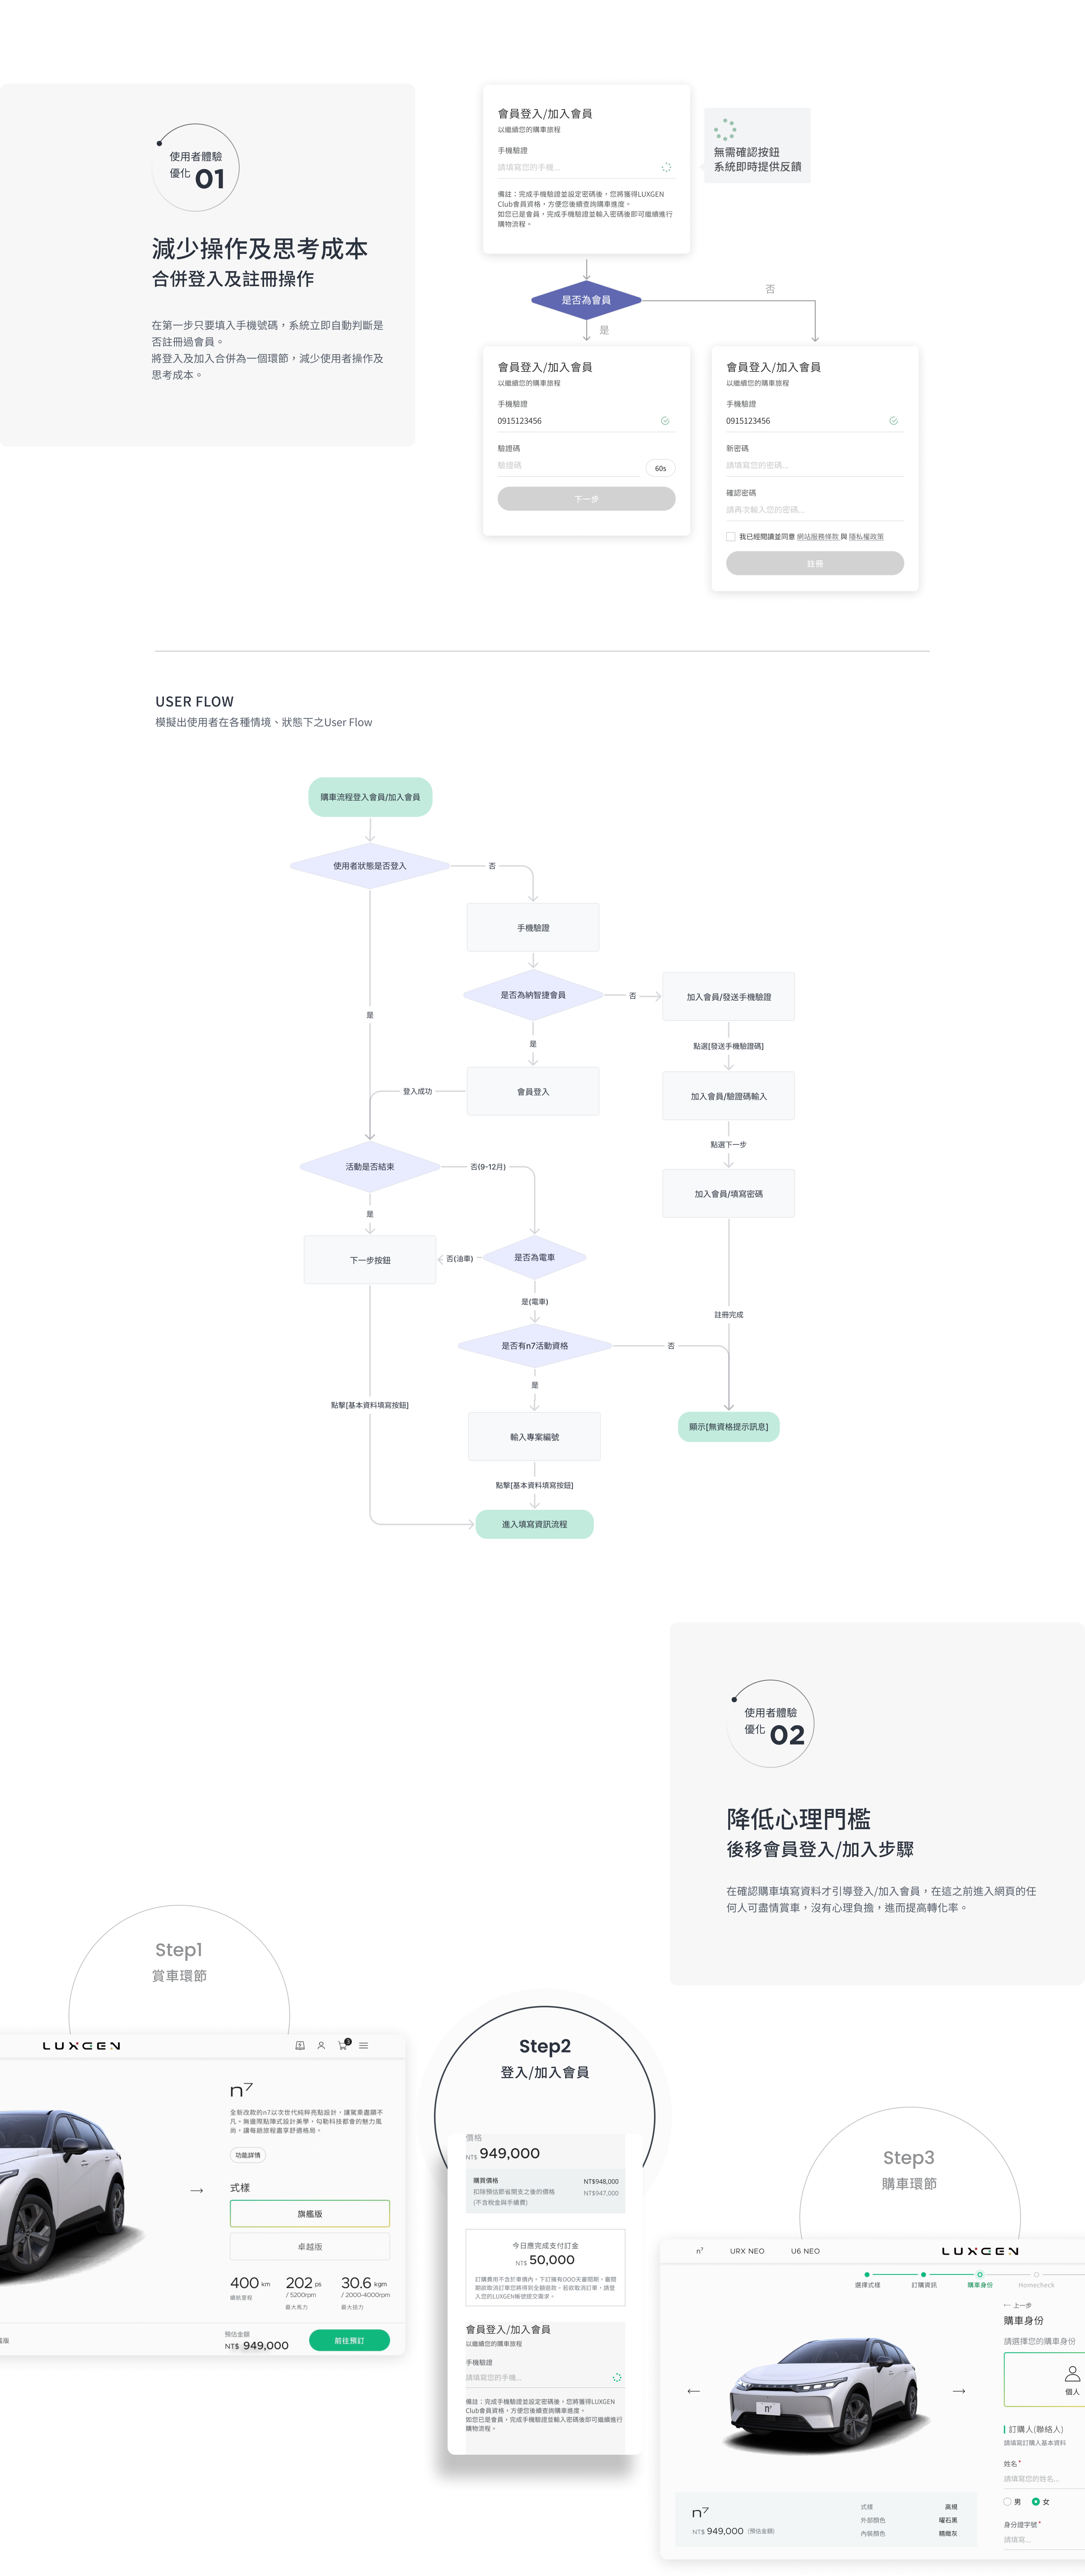 使用者體驗
優化 01
減少操作及思考成本
合併登入及註冊操作
在第一步只要填入手機號碼，系統立即自動判斷是
否註冊過會員。
將登入及加入合併為一個環節，減少使用者操作及
思考成本。
會員登入/加入會員
以繼續您的購車旅程
手機驗證
請填寫您的手機...
備註：完成手機驗證並設定密碼後，您將獲得LUXGEN
Club會員資格，方便您後續查詢購車進度。
如您已是會員，完成手機驗證並輸入密碼後即可繼續進行
購物流程。
無需確認按鈕
系統即時提供反饋
是否為會員
否
是
會員登入/加入會員
以繼續您的購車旅程
手機驗證
0915123456
驗證碼
驗證碼
60s
下一步
會員登入/加入會員
以繼續您的購車旅程
手機驗證
0915123456
新密碼
請填寫您的密碼...
確認密碼
請再次輸入您的密碼...
我已經閱讀並同意 網站服務條款 與 隱私權政策
註冊
USER FLOW
模擬出使用者在各種情境、狀態下之User Flow
購車流程登入會員/加入會員
使用者狀態是否登入
否
手機驗證
是否為納智捷會員
否
加入會員/發送手機驗證
是
是
點選[發送手機驗證碼]
會員登入
登入成功
加入會員/驗證碼輸入
點選下一步
活動是否結束
否(9-12月)
加入會員/填寫密碼
是
下一步按鈕
否(油車)
是否為電車
是(電車)
註冊完成
是否有n7活動資格
否
是
點擊[基本資料填寫按鈕]
輸入專案編號
顯示[無資格提示訊息]
點擊[基本資料填寫按鈕]
進入填寫資訊流程
使用者體驗
優化 02
降低心理門檻
後移會員登入/加入步驟
在確認購車填寫資料才引導登入/加入會員，在這之前進入網頁的任
何人可盡情賞車，沒有心理負擔，進而提高轉化率。
Step1
賞車環節
LUXGEN
3
n7
全新改款的n7以次世代純粹亮點設計，讓駕乘盡顯不
凡。無邊際點陣式設計美學，勾勒科技都會的魅力風
尚，讓每趟旅程盡享舒適格局。
功能詳情
式樣
旗艦版
卓越版
400 km
續航里程
202 ps
/ 5200rpm
最大馬力
30.6 kgm
/ 2000-4000rpm
最大扭力
艦版
預估金額
NT$ 949,000
前往預訂
Step2
登入/加入會員
價格
NT$ 949,000
購買價格
NT$948,000
扣除預估節省開支之後的價格
NT$947,000
(不含稅金與手續費)
今日應完成支付訂金
NT$ 50,000
訂購費用不含於車價內。下訂擁有OOO天審閱期，審閱
期欲取消訂單您將得到全額退款。若欲取消訂單，請登
入您的LUXGEN帳號提交需求。
會員登入/加入會員
以繼續您的購車旅程
手機驗證
請填寫您的手機...
備註：完成手機驗證並設定密碼後，您將獲得LUXGEN
Club會員資格，方便您後續查詢購車進度。
如您已是會員，完成手機驗證並輸入密碼後即可繼續進行
購物流程。
Step3
購車環節
n7
URX NEO
U6 NEO
LUXGEN
選擇式樣
訂購資訊
購車身份
Homecheck
上一步
購車身份
請選擇您的購車身份
個人
訂購人(聯絡人)
請填寫訂購人基本資料
姓名*
請填寫您的姓名...
男
女
身分證字號*
請填寫...
n7
n7
NT$ 949,000 (預估金額)
式樣
高規
外部顏色
曜石黑
內裝顏色
精緻灰